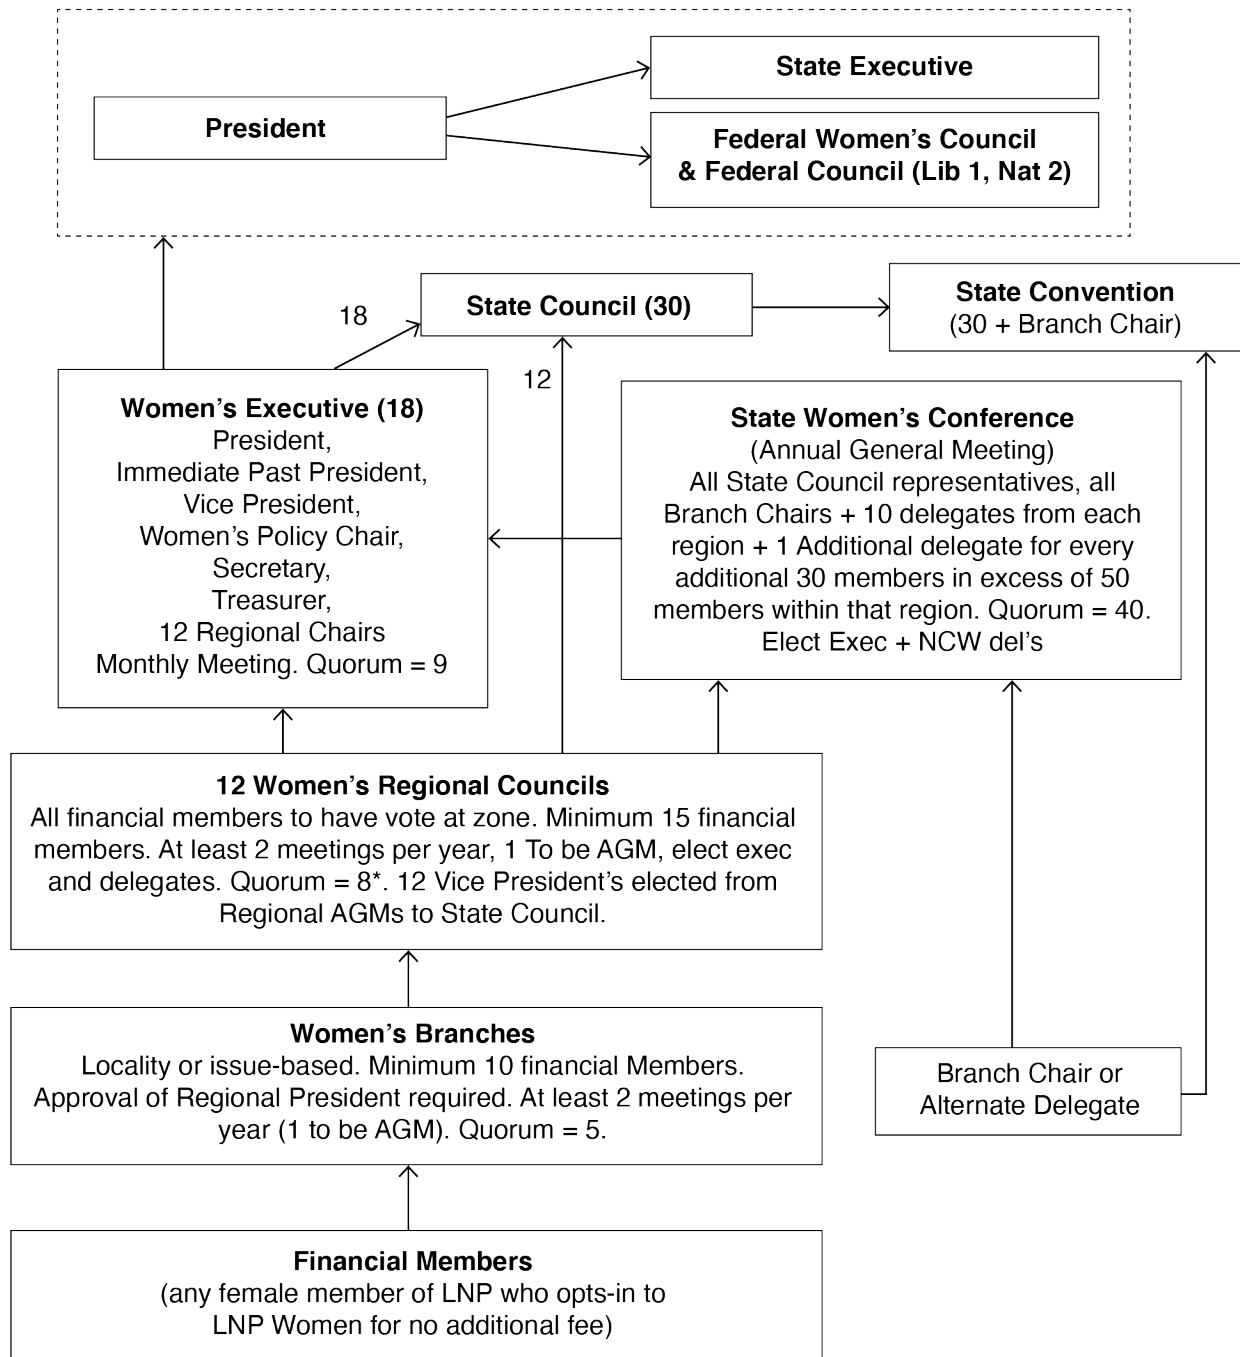 President
State Executive
Federal Women’s Council
& Federal Council (Lib 1, Nat 2)
18
State Council (30)
State Convention
(30 + Branch Chair)
12
Women’s Executive (18)
President,
Immediate Past President,
Vice President,
Women’s Policy Chair,
Secretary,
Treasurer,
12 Regional Chairs
Monthly Meeting. Quorum = 9
State Women’s Conference
(Annual General Meeting)
All State Council representatives, all
Branch Chairs + 10 delegates from each
region + 1 Additional delegate for every
additional 30 members in excess of 50
members within that region. Quorum = 40.
Elect Exec + NCW del’s
12 Women’s Regional Councils
All financial members to have vote at zone. Minimum 15 financial
members. At least 2 meetings per year, 1 To be AGM, elect exec
and delegates. Quorum = 8*. 12 Vice President’s elected from
Regional AGMs to State Council.
Women’s Branches
Locality or issue-based. Minimum 10 financial Members.
Approval of Regional President required. At least 2 meetings per
year (1 to be AGM). Quorum = 5.
Branch Chair or
Alternate Delegate
Financial Members
(any female member of LNP who opts-in to
LNP Women for no additional fee)